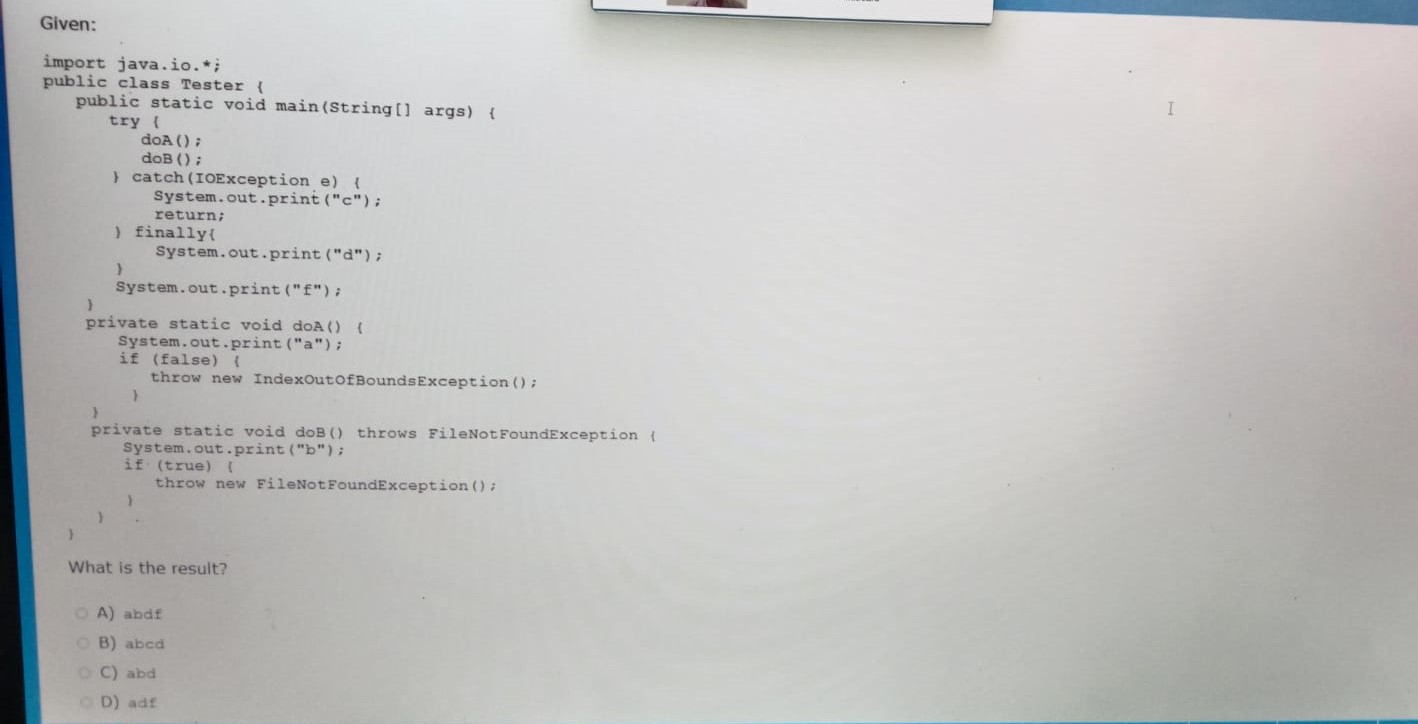 Given:
import java.io.*;
public class Tester {
public static void main(String[] args) {
try {
doA();
doB();
} catch(IOException e) {
System.out.print("c");
return;
} finally{
System.out.print("d");
}
System.out.print("f");
}
private static void doA() {
System.out.print("a");
if (false) {
throw new IndexOutOfBoundsException();
}
}
private static void doB() throws FileNotFoundException {
System.out.print("b");
if (true) {
throw new FileNotFoundException();
}
}
}
What is the result?
A) abdf
B) abcd
C) abd
D) adf